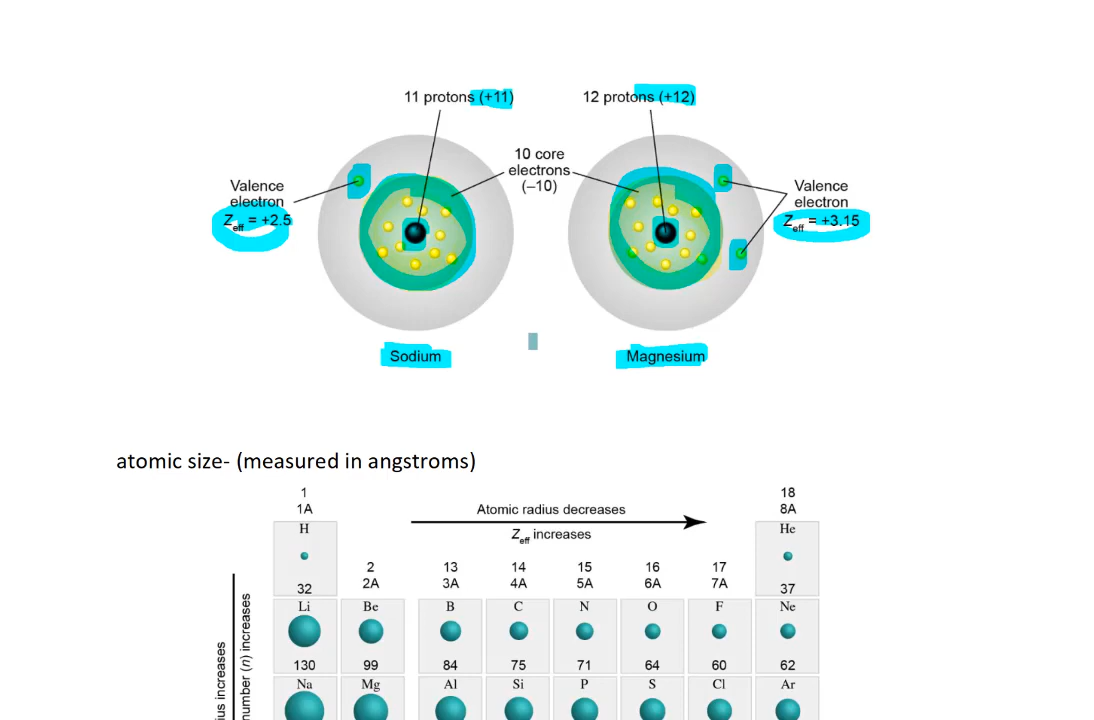 11 protons (+11)
12 protons (+12)
10 core
electrons
(−10)
Valence
electron
Zeff = +2.5
Valence
electron
Zeff = +3.15
Sodium
Magnesium
atomic size- (measured in angstroms)
1
1A
18
8A
Atomic radius decreases
Zeff increases
H
32
He
37
2
2A
13
3A
14
4A
15
5A
16
6A
17
7A
Li
130
Be
99
B
84
C
75
N
71
O
64
F
60
Ne
62
Na
Mg
Al
Si
P
S
Cl
Ar
increases
number (n) increases